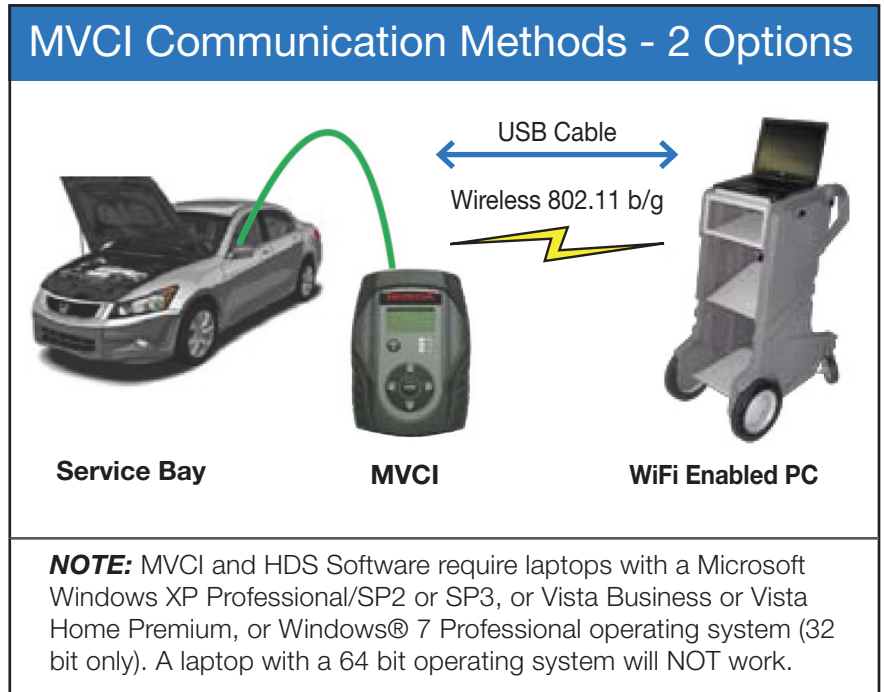 MVCI Communication Methods - 2 Options
USB Cable
Wireless 802.11 b/g
HONDA
Service Bay
MVCI
WiFi Enabled PC
NOTE: MVCI and HDS Software require laptops with a Microsoft
Windows XP Professional/SP2 or SP3, or Vista Business or Vista
Home Premium, or Windows® 7 Professional operating system (32
bit only). A laptop with a 64 bit operating system will NOT work.